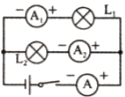 − A₁ + L₁
L₂ − A₂ +
− A +